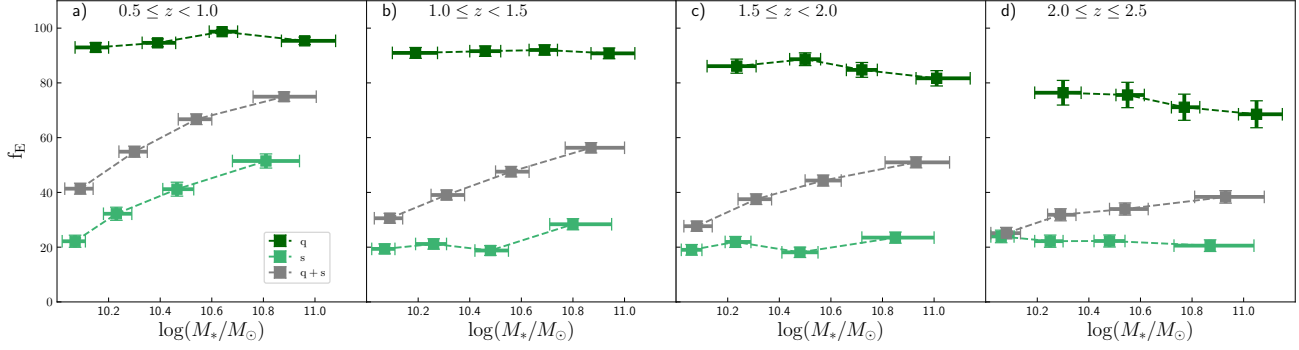 a) 0.5 ≤ z < 1.0
b) 1.0 ≤ z < 1.5
c) 1.5 ≤ z < 2.0
d) 2.0 ≤ z ≤ 2.5
f_E
100
80
60
40
20
0
q
s
q + s
10.2 10.4 10.6 10.8 11.0
10.2 10.4 10.6 10.8 11.0
10.2 10.4 10.6 10.8 11.0
10.2 10.4 10.6 10.8 11.0
log(M_*/M_⊙)
log(M_*/M_⊙)
log(M_*/M_⊙)
log(M_*/M_⊙)